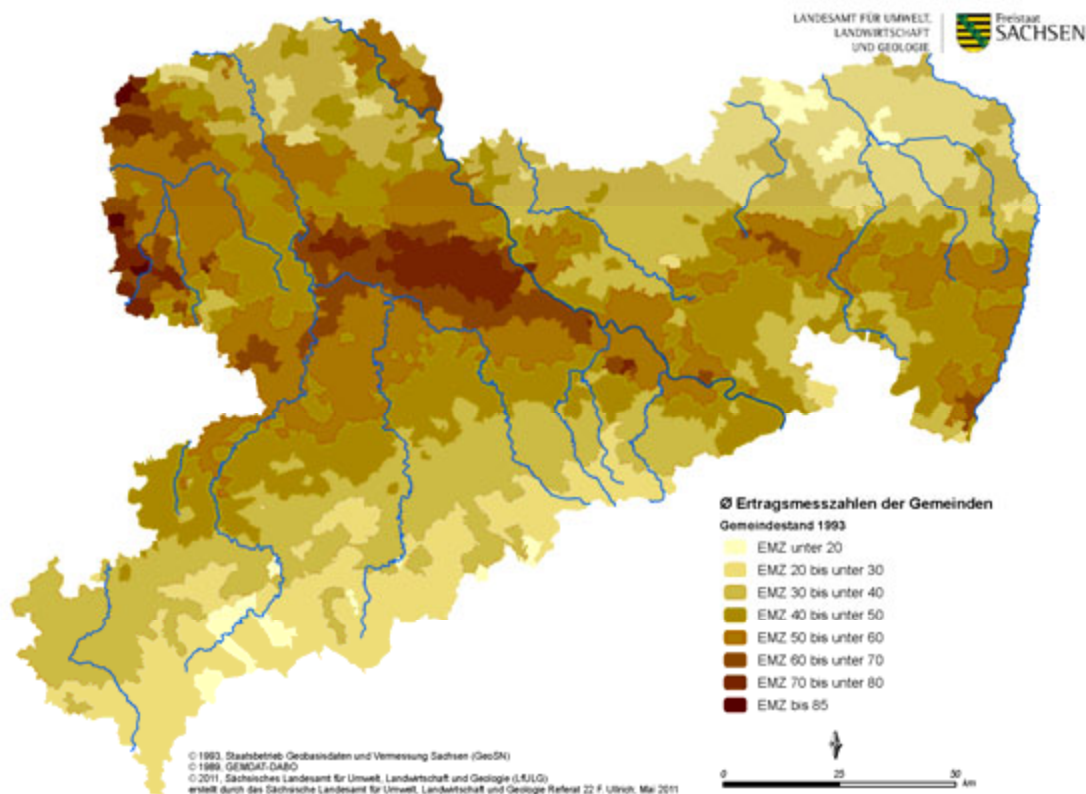 LANDESAMT FÜR UMWELT,
LANDWIRTSCHAFT
UND GEOLOGIE
Freistaat
SACHSEN
Ø Ertragsmesszahlen der Gemeinden
Gemeindestand 1993
EMZ unter 20
EMZ 20 bis unter 30
EMZ 30 bis unter 40
EMZ 40 bis unter 50
EMZ 50 bis unter 60
EMZ 60 bis unter 70
EMZ 70 bis unter 80
EMZ bis 85
© 1993, Staatsbetrieb Geobasisdaten und Vermessung Sachsen (GeoSN)
© 1989, GEMDAT-DABO
© 2011, Sächsisches Landesamt für Umwelt, Landwirtschaft und Geologie (LfULG)
erstellt durch das Sächsische Landesamt für Umwelt, Landwirtschaft und Geologie Referat 22 F. Ullrich, Mai 2011
0 25 50 km